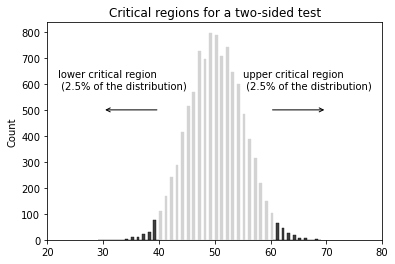 Critical regions for a two-sided test
800
700
600
500
400
300
200
100
0
Count
lower critical region
(2.5% of the distribution)
upper critical region
(2.5% of the distribution)
20 30 40 50 60 70 80